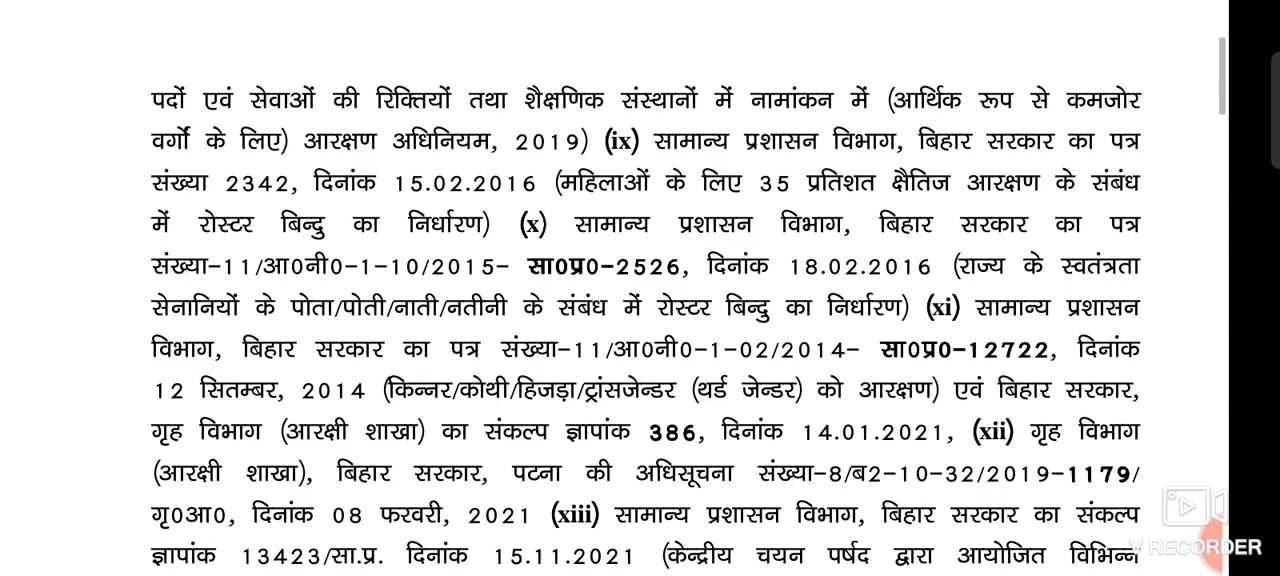 पदों एवं सेवाओं की रिक्तियों तथा शैक्षणिक संस्थानों में नामांकन में (आर्थिक रूप से कमजोर
वर्गों के लिए) आरक्षण अधिनियम, 2019) (ix) सामान्य प्रशासन विभाग, बिहार सरकार का पत्र
संख्या 2342, दिनांक 15.02.2016 (महिलाओं के लिए 35 प्रतिशत क्षैतिज आरक्षण के संबंध
में रोस्टर बिन्दु का निर्धारण) (x) सामान्य प्रशासन विभाग, बिहार सरकार का पत्र
संख्या-11/आ0नी0-1-10/2015- सा0प्र0-2526, दिनांक 18.02.2016 (राज्य के स्वतंत्रता
सेनानियों के पोता/पोती/नाती/नतीनी के संबंध में रोस्टर बिन्दु का निर्धारण) (xi) सामान्य प्रशासन
विभाग, बिहार सरकार का पत्र संख्या-11/आ0नी0-1-02/2014- सा0प्र0-12722, दिनांक
12 सितम्बर, 2014 (किन्नर/कोथी/हिजड़ा/ट्रांसजेन्डर (थर्ड जेन्डर) को आरक्षण) एवं बिहार सरकार,
गृह विभाग (आरक्षी शाखा) का संकल्प ज्ञापांक 386, दिनांक 14.01.2021, (xii) गृह विभाग
(आरक्षी शाखा), बिहार सरकार, पटना की अधिसूचना संख्या-8/ब2-10-32/2019-1179/
गृ0आ0, दिनांक 08 फरवरी, 2021 (xiii) सामान्य प्रशासन विभाग, बिहार सरकार का संकल्प
ज्ञापांक 13423/सा.प्र. दिनांक 15.11.2021 (केन्द्रीय चयन पर्षद द्वारा आयोजित विभिन्न
V RECORDER